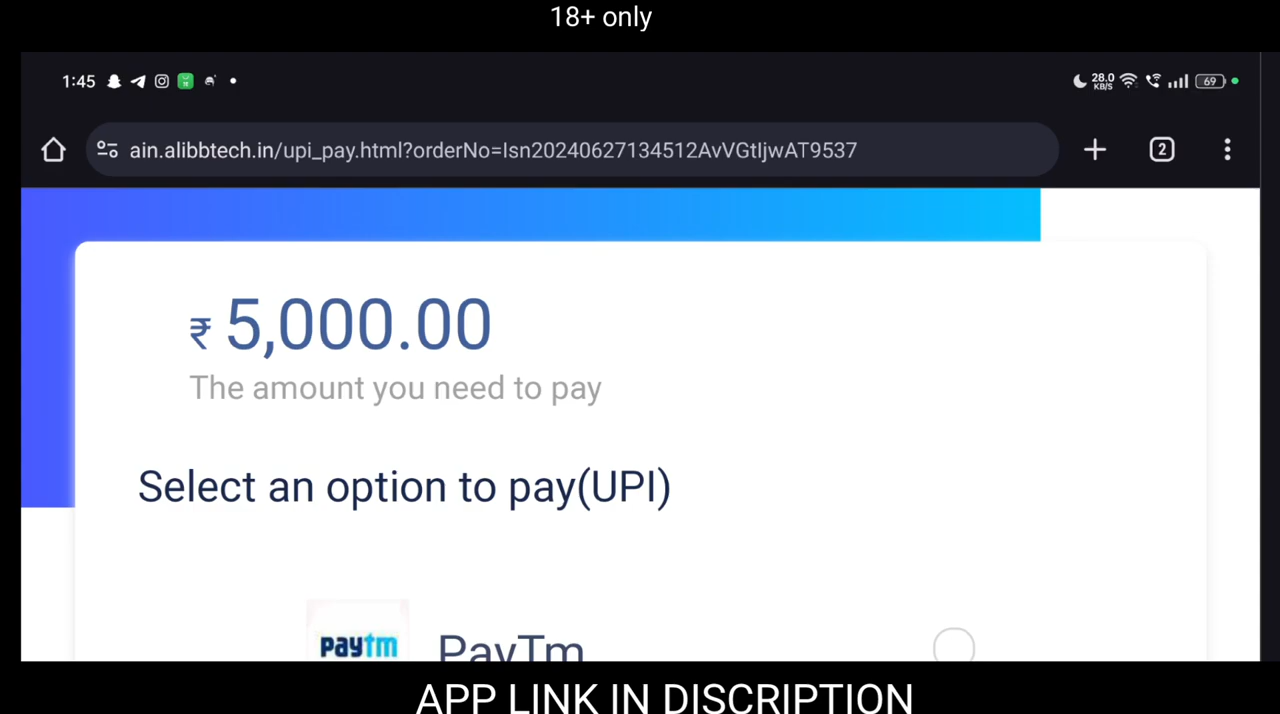 18+ only
1:45
28.0
KB/S
69
ain.alibbtech.in/upi_pay.html?orderNo=Isn20240627134512AvVGtIjwAT9537
2
₹ 5,000.00
The amount you need to pay
Select an option to pay(UPI)
paytm
PayTm
APP LINK IN DISCRIPTION